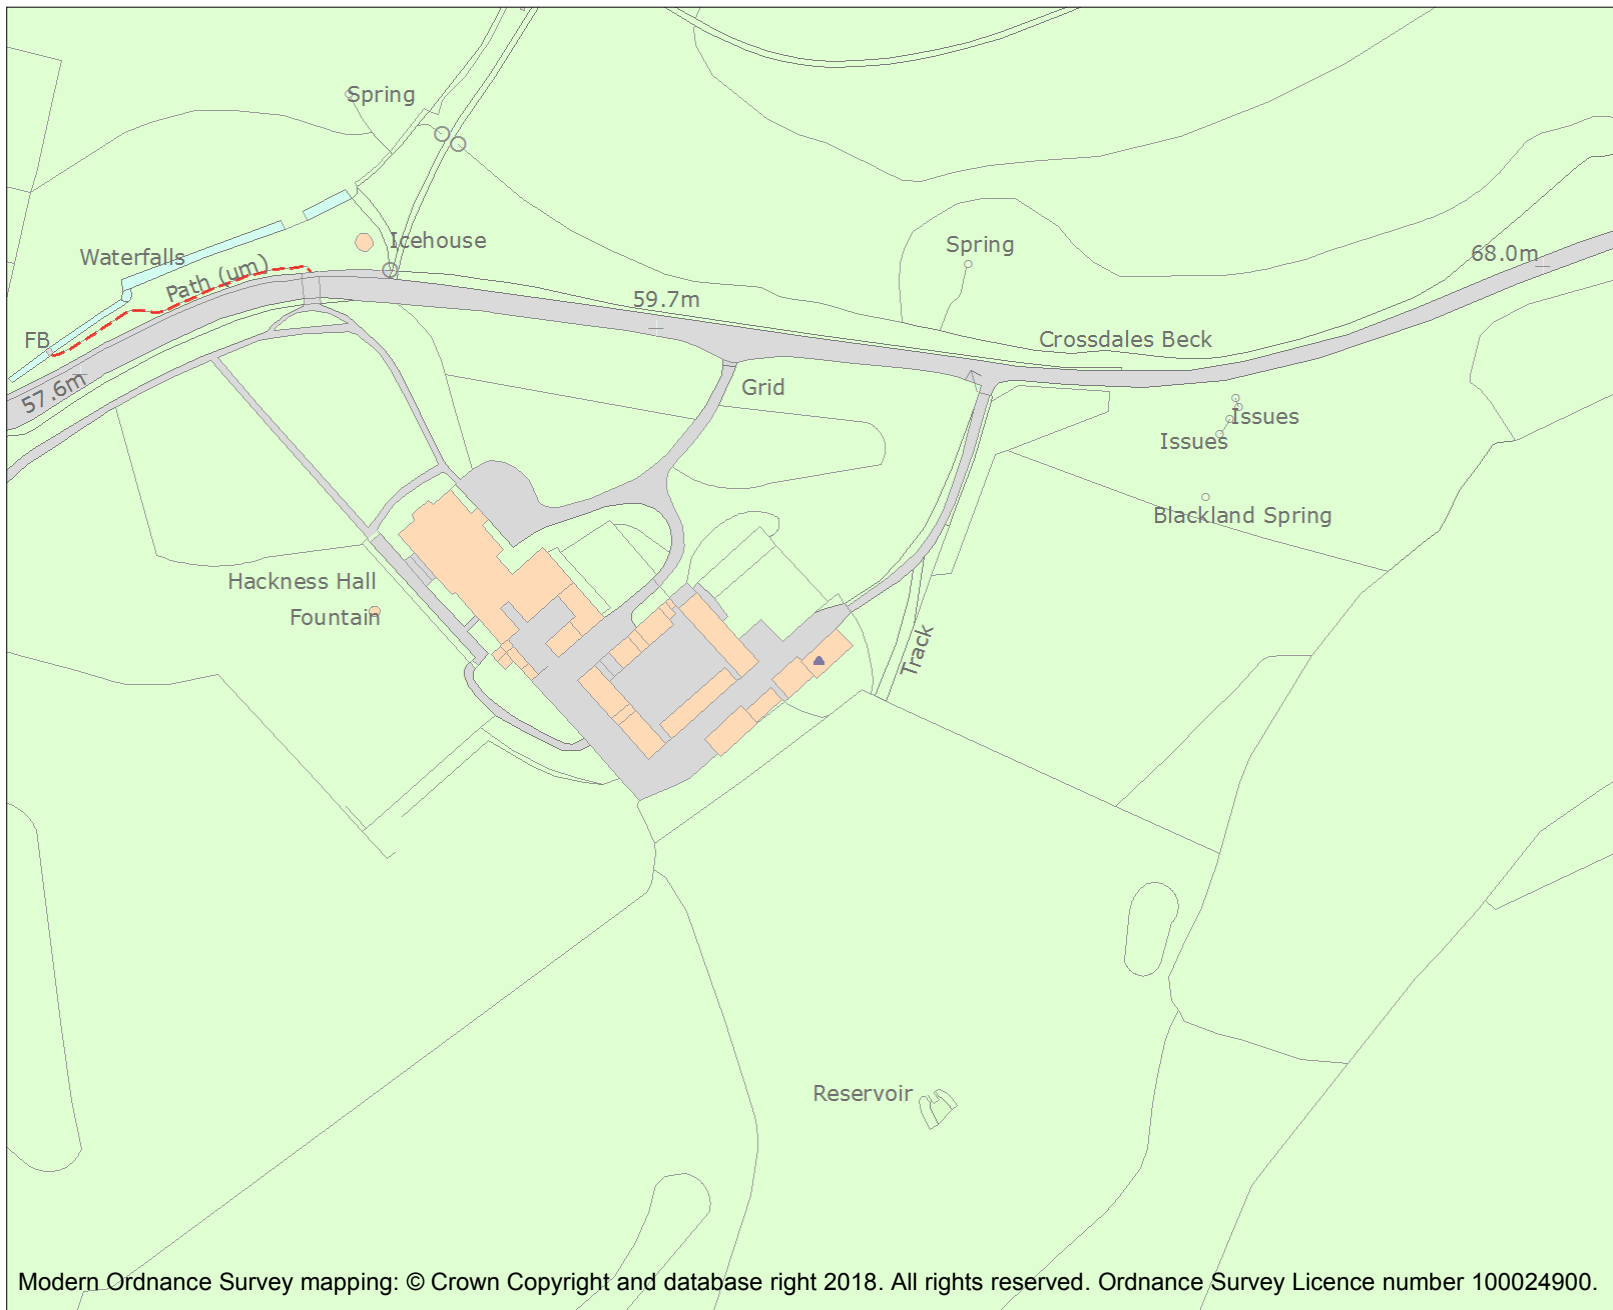 Spring
Icehouse
Waterfalls
Path (um)
Spring
68.0m
59.7m
FB
Crossdales Beck
57.6m
Grid
Issues
Issues
Blackland Spring
Hackness Hall
Fountain
Track
Reservoir
Modern Ordnance Survey mapping: © Crown Copyright and database right 2018. All rights reserved. Ordnance Survey Licence number 100024900.